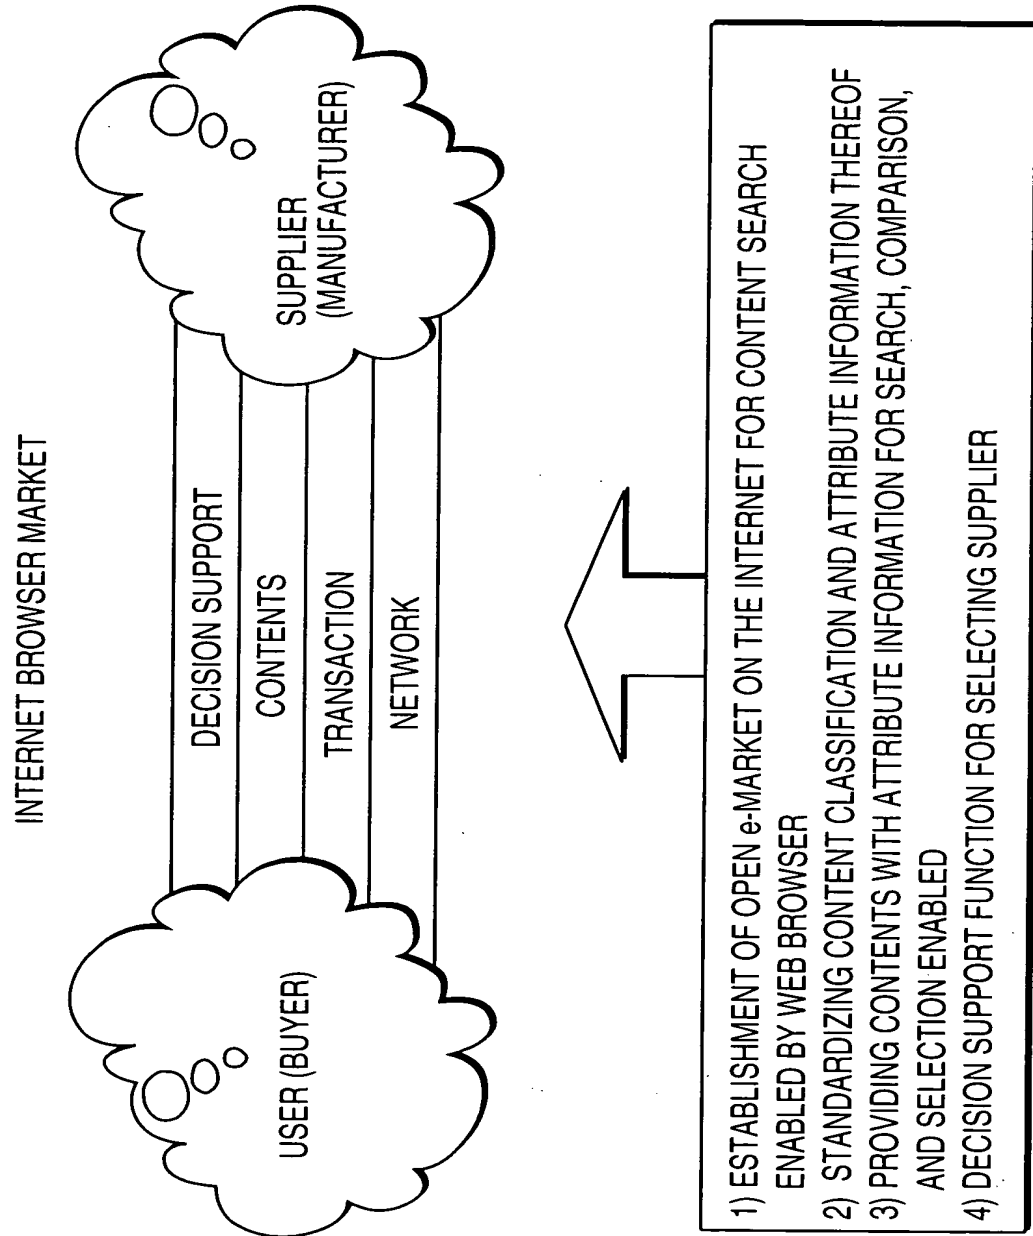 INTERNET BROWSER MARKET
USER (BUYER)
DECISION SUPPORT
CONTENTS
TRANSACTION
NETWORK
SUPPLIER
(MANUFACTURER)
1) ESTABLISHMENT OF OPEN e-MARKET ON THE INTERNET FOR CONTENT SEARCH
ENABLED BY WEB BROWSER
2) STANDARDIZING CONTENT CLASSIFICATION AND ATTRIBUTE INFORMATION THEREOF
3) PROVIDING CONTENTS WITH ATTRIBUTE INFORMATION FOR SEARCH, COMPARISON,
AND SELECTION ENABLED
4) DECISION SUPPORT FUNCTION FOR SELECTING SUPPLIER